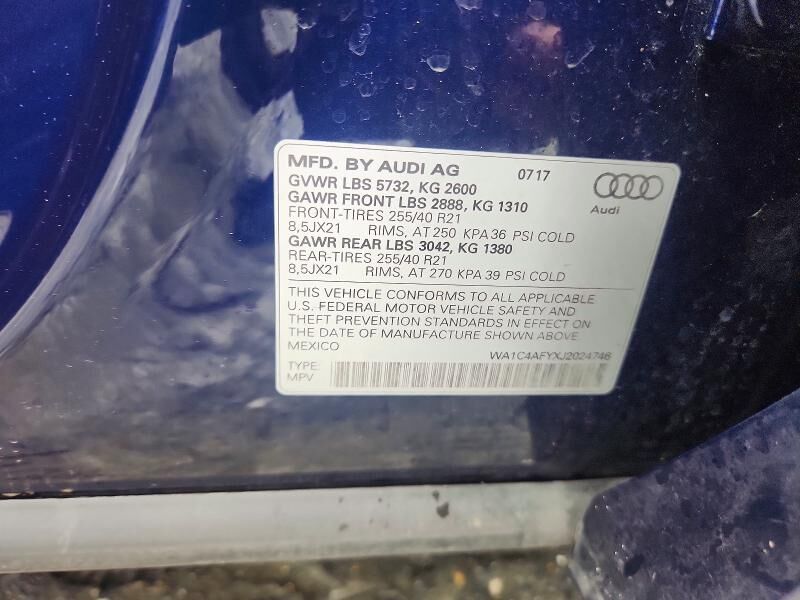 MFD. BY AUDI AG 0717
GVWR LBS 5732, KG 2600
GAWR FRONT LBS 2888, KG 1310
FRONT-TIRES 255/40 R21
8,5JX21 RIMS, AT 250 KPA 36 PSI COLD
GAWR REAR LBS 3042, KG 1380
REAR-TIRES 255/40 R21
8,5JX21 RIMS, AT 270 KPA 39 PSI COLD
Audi
THIS VEHICLE CONFORMS TO ALL APPLICABLE
U.S. FEDERAL MOTOR VEHICLE SAFETY AND
THEFT PREVENTION STANDARDS IN EFFECT ON
THE DATE OF MANUFACTURE SHOWN ABOVE.
MEXICO WA1C4AFYXJ2024746
TYPE:
MPV